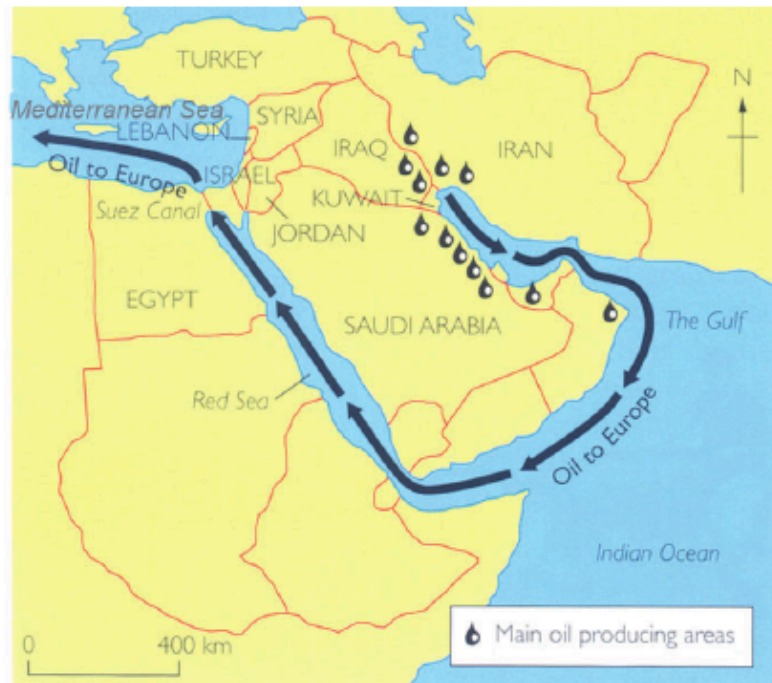 TURKEY
N
Mediterranean Sea
SYRIA
LEBANON
IRAQ
IRAN
Oil to Europe
ISRAEL
KUWAIT
Suez Canal
JORDAN
EGYPT
SAUDI ARABIA
The Gulf
Red Sea
Oil to Europe
Indian Ocean
0 400 km
Main oil producing areas